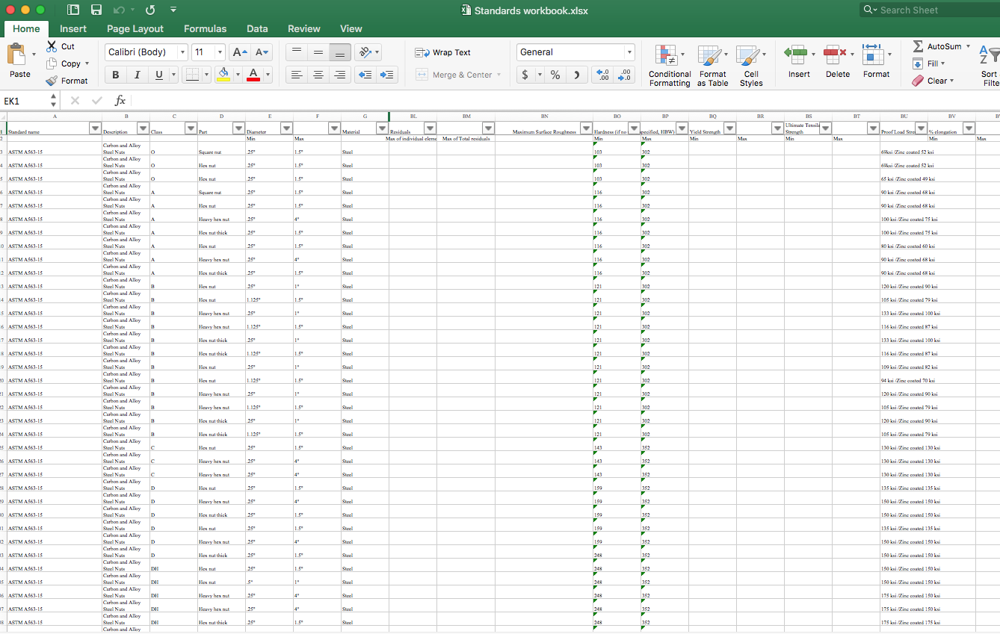 Standards workbook.xlsx
Search Sheet
Home Insert Page Layout Formulas Data Review View
Paste
Cut
Copy
Format
Calibri (Body) 11
Wrap Text
Merge & Center
General
Conditional Formatting
Format as Table
Cell Styles
Insert Delete Format
AutoSum
Fill
Clear
Sort
Filte
EK1 fx
A B C D E F G BL BM BN BO BP BQ BR BS BT BU BV
1 Standard name Description Class Part Diameter Material Residuals Maximum Surface Roughness Hardness (if no specified, HBW) Yield Strength Ultimate Tensile Strength Proof Load Stre % elongation
2 Min Max Max of individual eleme Max of Total residuals Min Max Min Max Min Max Min Max
Carbon and Alloy
3 ASTM A563-15 Steel Nuts O Square nut .25" 1.5" Steel 103 302 69ksi /Zinc coated 52 ksi
Carbon and Alloy
4 ASTM A563-15 Steel Nuts O Hex nut .25" 1.5" Steel 103 302 69ksi /Zinc coated 52 ksi
Carbon and Alloy
5 ASTM A563-15 Steel Nuts O Hex nut .25" 1.5" Steel 103 302 65 ksi /Zinc coated 49 ksi
Carbon and Alloy
6 ASTM A563-15 Steel Nuts A Square nut .25" 1.5" Steel 116 302 90 ksi /Zinc coated 68 ksi
Carbon and Alloy
7 ASTM A563-15 Steel Nuts A Hex nut .25" 1.5" Steel 116 302 90 ksi /Zinc coated 68 ksi
Carbon and Alloy
8 ASTM A563-15 Steel Nuts A Heavy hex nut .25" 4" Steel 116 302 100 ksi /Zinc coated 75 ksi
Carbon and Alloy
9 ASTM A563-15 Steel Nuts A Hex nut thick .25" 1.5" Steel 116 302 100 ksi /Zinc coated 75 ksi
Carbon and Alloy
ASTM A563-15 Steel Nuts A Hex nut .25" 1.5" Steel 116 302 80 ksi /Zinc coated 60 ksi
Carbon and Alloy
ASTM A563-15 Steel Nuts A Heavy hex nut .25" 4" Steel 116 302 90 ksi /Zinc coated 68 ksi
Carbon and Alloy
ASTM A563-15 Steel Nuts A Hex nut thick .25" 1.5" Steel 116 302 90 ksi /Zinc coated 68 ksi
Carbon and Alloy
ASTM A563-15 Steel Nuts B Hex nut .25" 1" Steel 121 302 120 ksi /Zinc coated 90 ksi
Carbon and Alloy
ASTM A563-15 Steel Nuts B Hex nut 1.125" 1.5" Steel 121 302 105 ksi /Zinc coated 79 ksi
Carbon and Alloy
ASTM A563-15 Steel Nuts B Heavy hex nut .25" 1" Steel 121 302 133 ksi /Zinc coated 100 ksi
Carbon and Alloy
ASTM A563-15 Steel Nuts B Heavy hex nut 1.125" 1.5" Steel 121 302 116 ksi /Zinc coated 87 ksi
Carbon and Alloy
ASTM A563-15 Steel Nuts B Hex nut thick .25" 1" Steel 121 302 133 ksi /Zinc coated 100 ksi
Carbon and Alloy
ASTM A563-15 Steel Nuts B Hex nut thick 1.125" 1.5" Steel 121 302 116 ksi /Zinc coated 87 ksi
Carbon and Alloy
ASTM A563-15 Steel Nuts B Hex nut .25" 1" Steel 121 302 109 ksi /Zinc coated 82 ksi
Carbon and Alloy
ASTM A563-15 Steel Nuts B Hex nut 1.125" 1.5" Steel 121 302 94 ksi /Zinc coated 70 ksi
Carbon and Alloy
ASTM A563-15 Steel Nuts B Heavy hex nut .25" 1" Steel 121 302 120 ksi /Zinc coated 90 ksi
Carbon and Alloy
ASTM A563-15 Steel Nuts B Heavy hex nut 1.125" 1.5" Steel 121 302 105 ksi /Zinc coated 79 ksi
Carbon and Alloy
ASTM A563-15 Steel Nuts B Hex nut thick .25" 1" Steel 121 302 120 ksi /Zinc coated 90 ksi
Carbon and Alloy
ASTM A563-15 Steel Nuts B Hex nut thick 1.125" 1.5" Steel 121 302 105 ksi /Zinc coated 79 ksi
Carbon and Alloy
ASTM A563-15 Steel Nuts C Hex nut .25" 1.5" Steel 143 352 130 ksi /Zinc coated 130 ksi
Carbon and Alloy
ASTM A563-15 Steel Nuts C Heavy hex nut .25" 4" Steel 143 352 130 ksi /Zinc coated 130 ksi
Carbon and Alloy
ASTM A563-15 Steel Nuts C Heavy hex nut .25" 4" Steel 143 352 130 ksi /Zinc coated 130 ksi
Carbon and Alloy
ASTM A563-15 Steel Nuts D Hex nut .25" 1.5" Steel 159 352 135 ksi /Zinc coated 135 ksi
Carbon and Alloy
ASTM A563-15 Steel Nuts D Heavy hex nut .25" 4" Steel 159 352 150 ksi /Zinc coated 150 ksi
Carbon and Alloy
ASTM A563-15 Steel Nuts D Hex nut thick .25" 1.5" Steel 159 352 150 ksi /Zinc coated 150 ksi
Carbon and Alloy
ASTM A563-15 Steel Nuts D Hex nut .25" 1.5" Steel 159 352 135 ksi /Zinc coated 135 ksi
Carbon and Alloy
ASTM A563-15 Steel Nuts D Heavy hex nut .25" 4" Steel 159 352 150 ksi /Zinc coated 150 ksi
Carbon and Alloy
ASTM A563-15 Steel Nuts D Hex nut thick .25" 1.5" Steel 248 352 150 ksi /Zinc coated 150 ksi
Carbon and Alloy
ASTM A563-15 Steel Nuts DH Hex nut .25" 1.5" Steel 248 352 150 ksi /Zinc coated 150 ksi
Carbon and Alloy
ASTM A563-15 Steel Nuts DH Hex nut .5" 1" Steel 248 352 150 ksi /Zinc coated 150 ksi
Carbon and Alloy
ASTM A563-15 Steel Nuts DH Heavy hex nut .25" 4" Steel 248 352 175 ksi /Zinc coated 150 ksi
Carbon and Alloy
ASTM A563-15 Steel Nuts DH Heavy hex nut .25" 4" Steel 248 352 175 ksi /Zinc coated 150 ksi
Carbon and Alloy
ASTM A563-15 Steel Nuts DH Hex nut thick .25" 1.5" Steel 248 352 175 ksi /Zinc coated 175 ksi
Carbon and Alloy